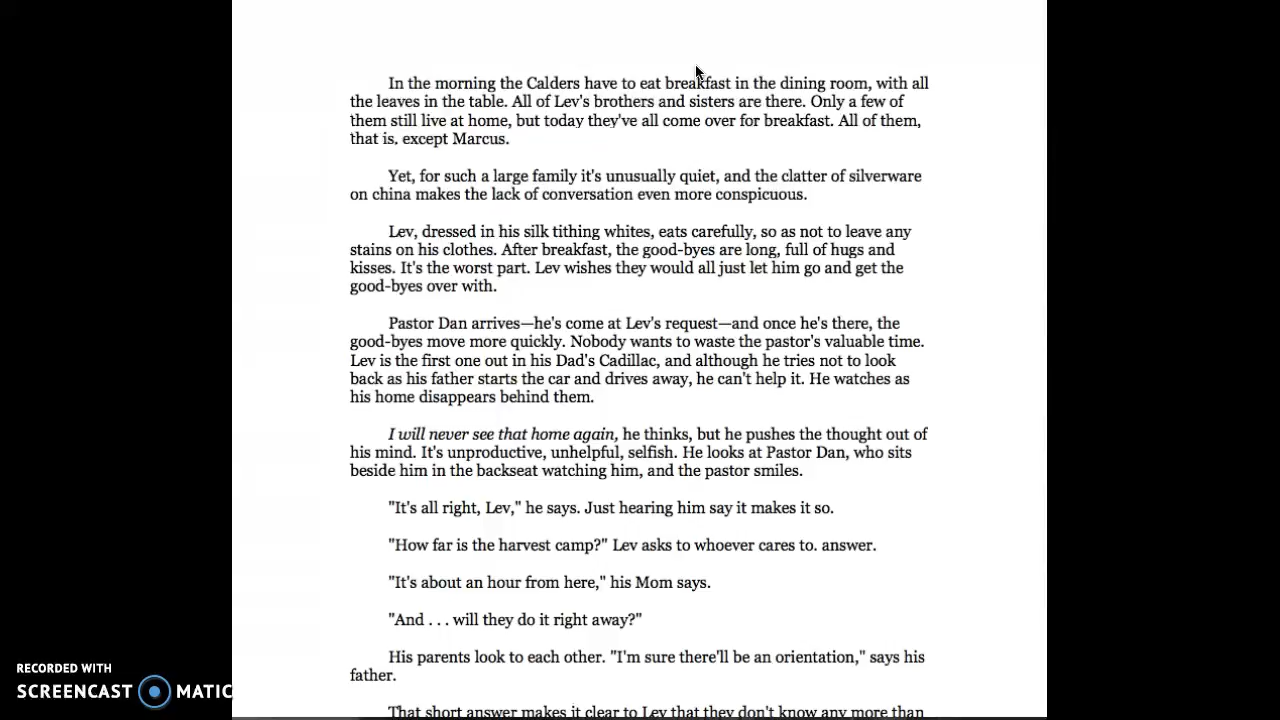 In the morning the Calders have to eat breakfast in the dining room, with all
the leaves in the table. All of Lev's brothers and sisters are there. Only a few of
them still live at home, but today they've all come over for breakfast. All of them,
that is. except Marcus.
Yet, for such a large family it's unusually quiet, and the clatter of silverware
on china makes the lack of conversation even more conspicuous.
Lev, dressed in his silk tithing whites, eats carefully, so as not to leave any
stains on his clothes. After breakfast, the good-byes are long, full of hugs and
kisses. It's the worst part. Lev wishes they would all just let him go and get the
good-byes over with.
Pastor Dan arrives—he's come at Lev's request—and once he's there, the
good-byes move more quickly. Nobody wants to waste the pastor's valuable time.
Lev is the first one out in his Dad's Cadillac, and although he tries not to look
back as his father starts the car and drives away, he can't help it. He watches as
his home disappears behind them.
I will never see that home again, he thinks, but he pushes the thought out of
his mind. It's unproductive, unhelpful, selfish. He looks at Pastor Dan, who sits
beside him in the backseat watching him, and the pastor smiles.
"It's all right, Lev," he says. Just hearing him say it makes it so.
"How far is the harvest camp?" Lev asks to whoever cares to. answer.
"It's about an hour from here," his Mom says.
"And . . . will they do it right away?"
His parents look to each other. "I'm sure there'll be an orientation," says his
father.
That short answer makes it clear to Lev that they don't know any more than
RECORDED WITH
SCREENCAST MATIC